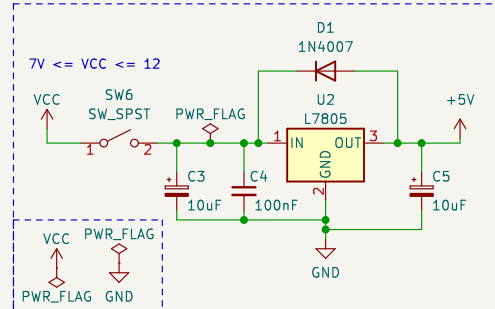 D1
1N4007
7V <= VCC <= 12
VCC
SW6
SW_SPST
PWR_FLAG
U2
L7805
+5V
1
2
1
IN
OUT
3
GND
2
+
C3
10uF
C4
100nF
+
C5
10uF
GND
VCC
PWR_FLAG
PWR_FLAG
GND